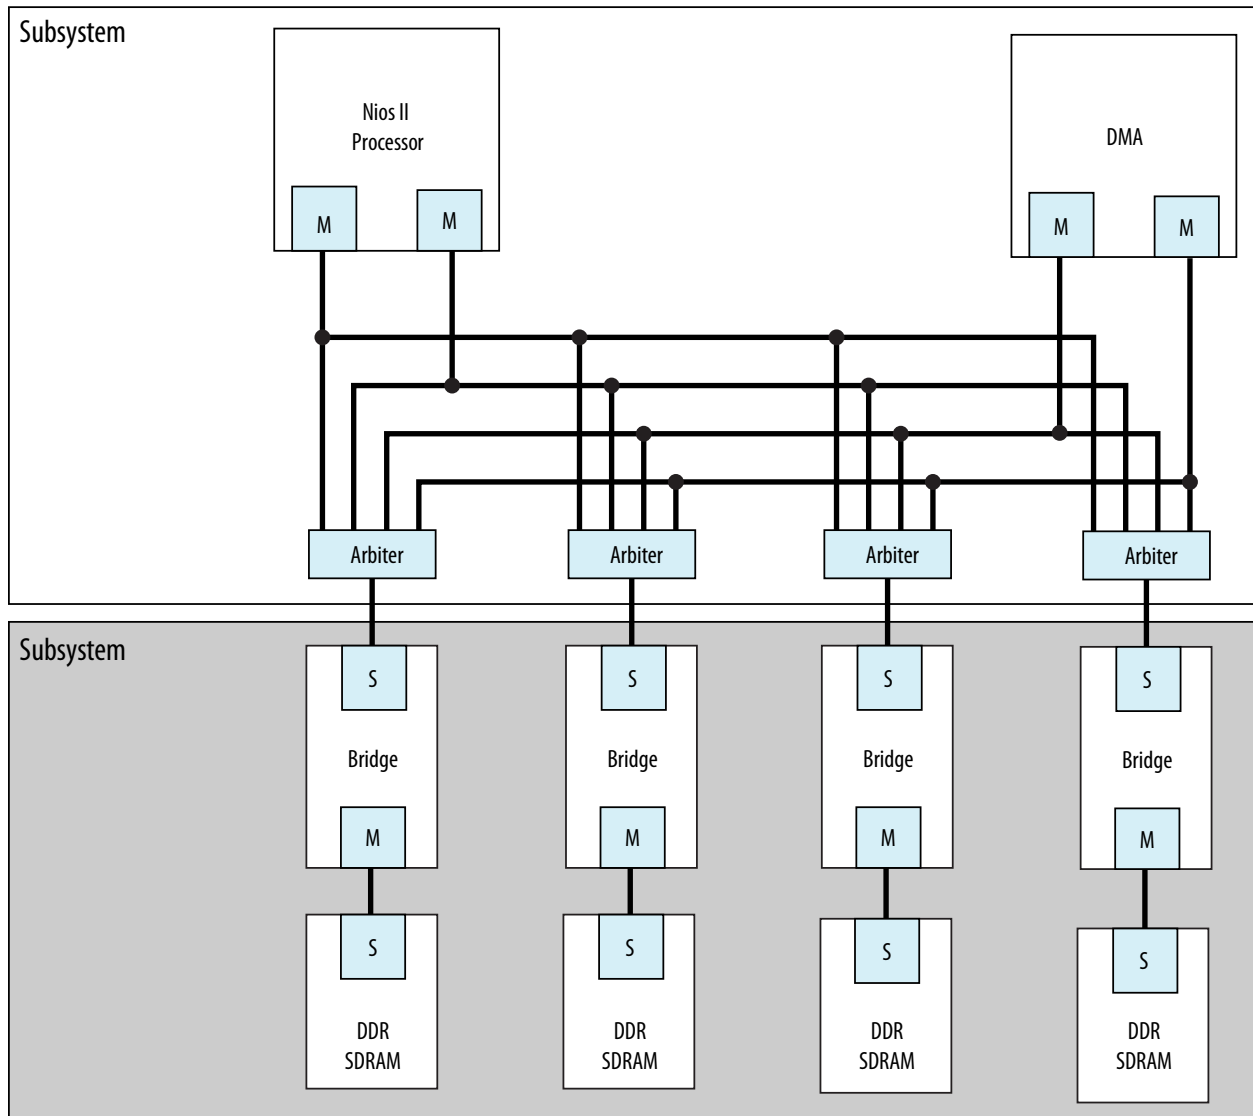 Subsystem
Nios II
Processor
DMA
M
M
M
M
Arbiter
Arbiter
Arbiter
Arbiter
Subsystem
S
S
S
S
Bridge
Bridge
Bridge
Bridge
M
M
M
M
S
S
S
S
DDR
SDRAM
DDR
SDRAM
DDR
SDRAM
DDR
SDRAM